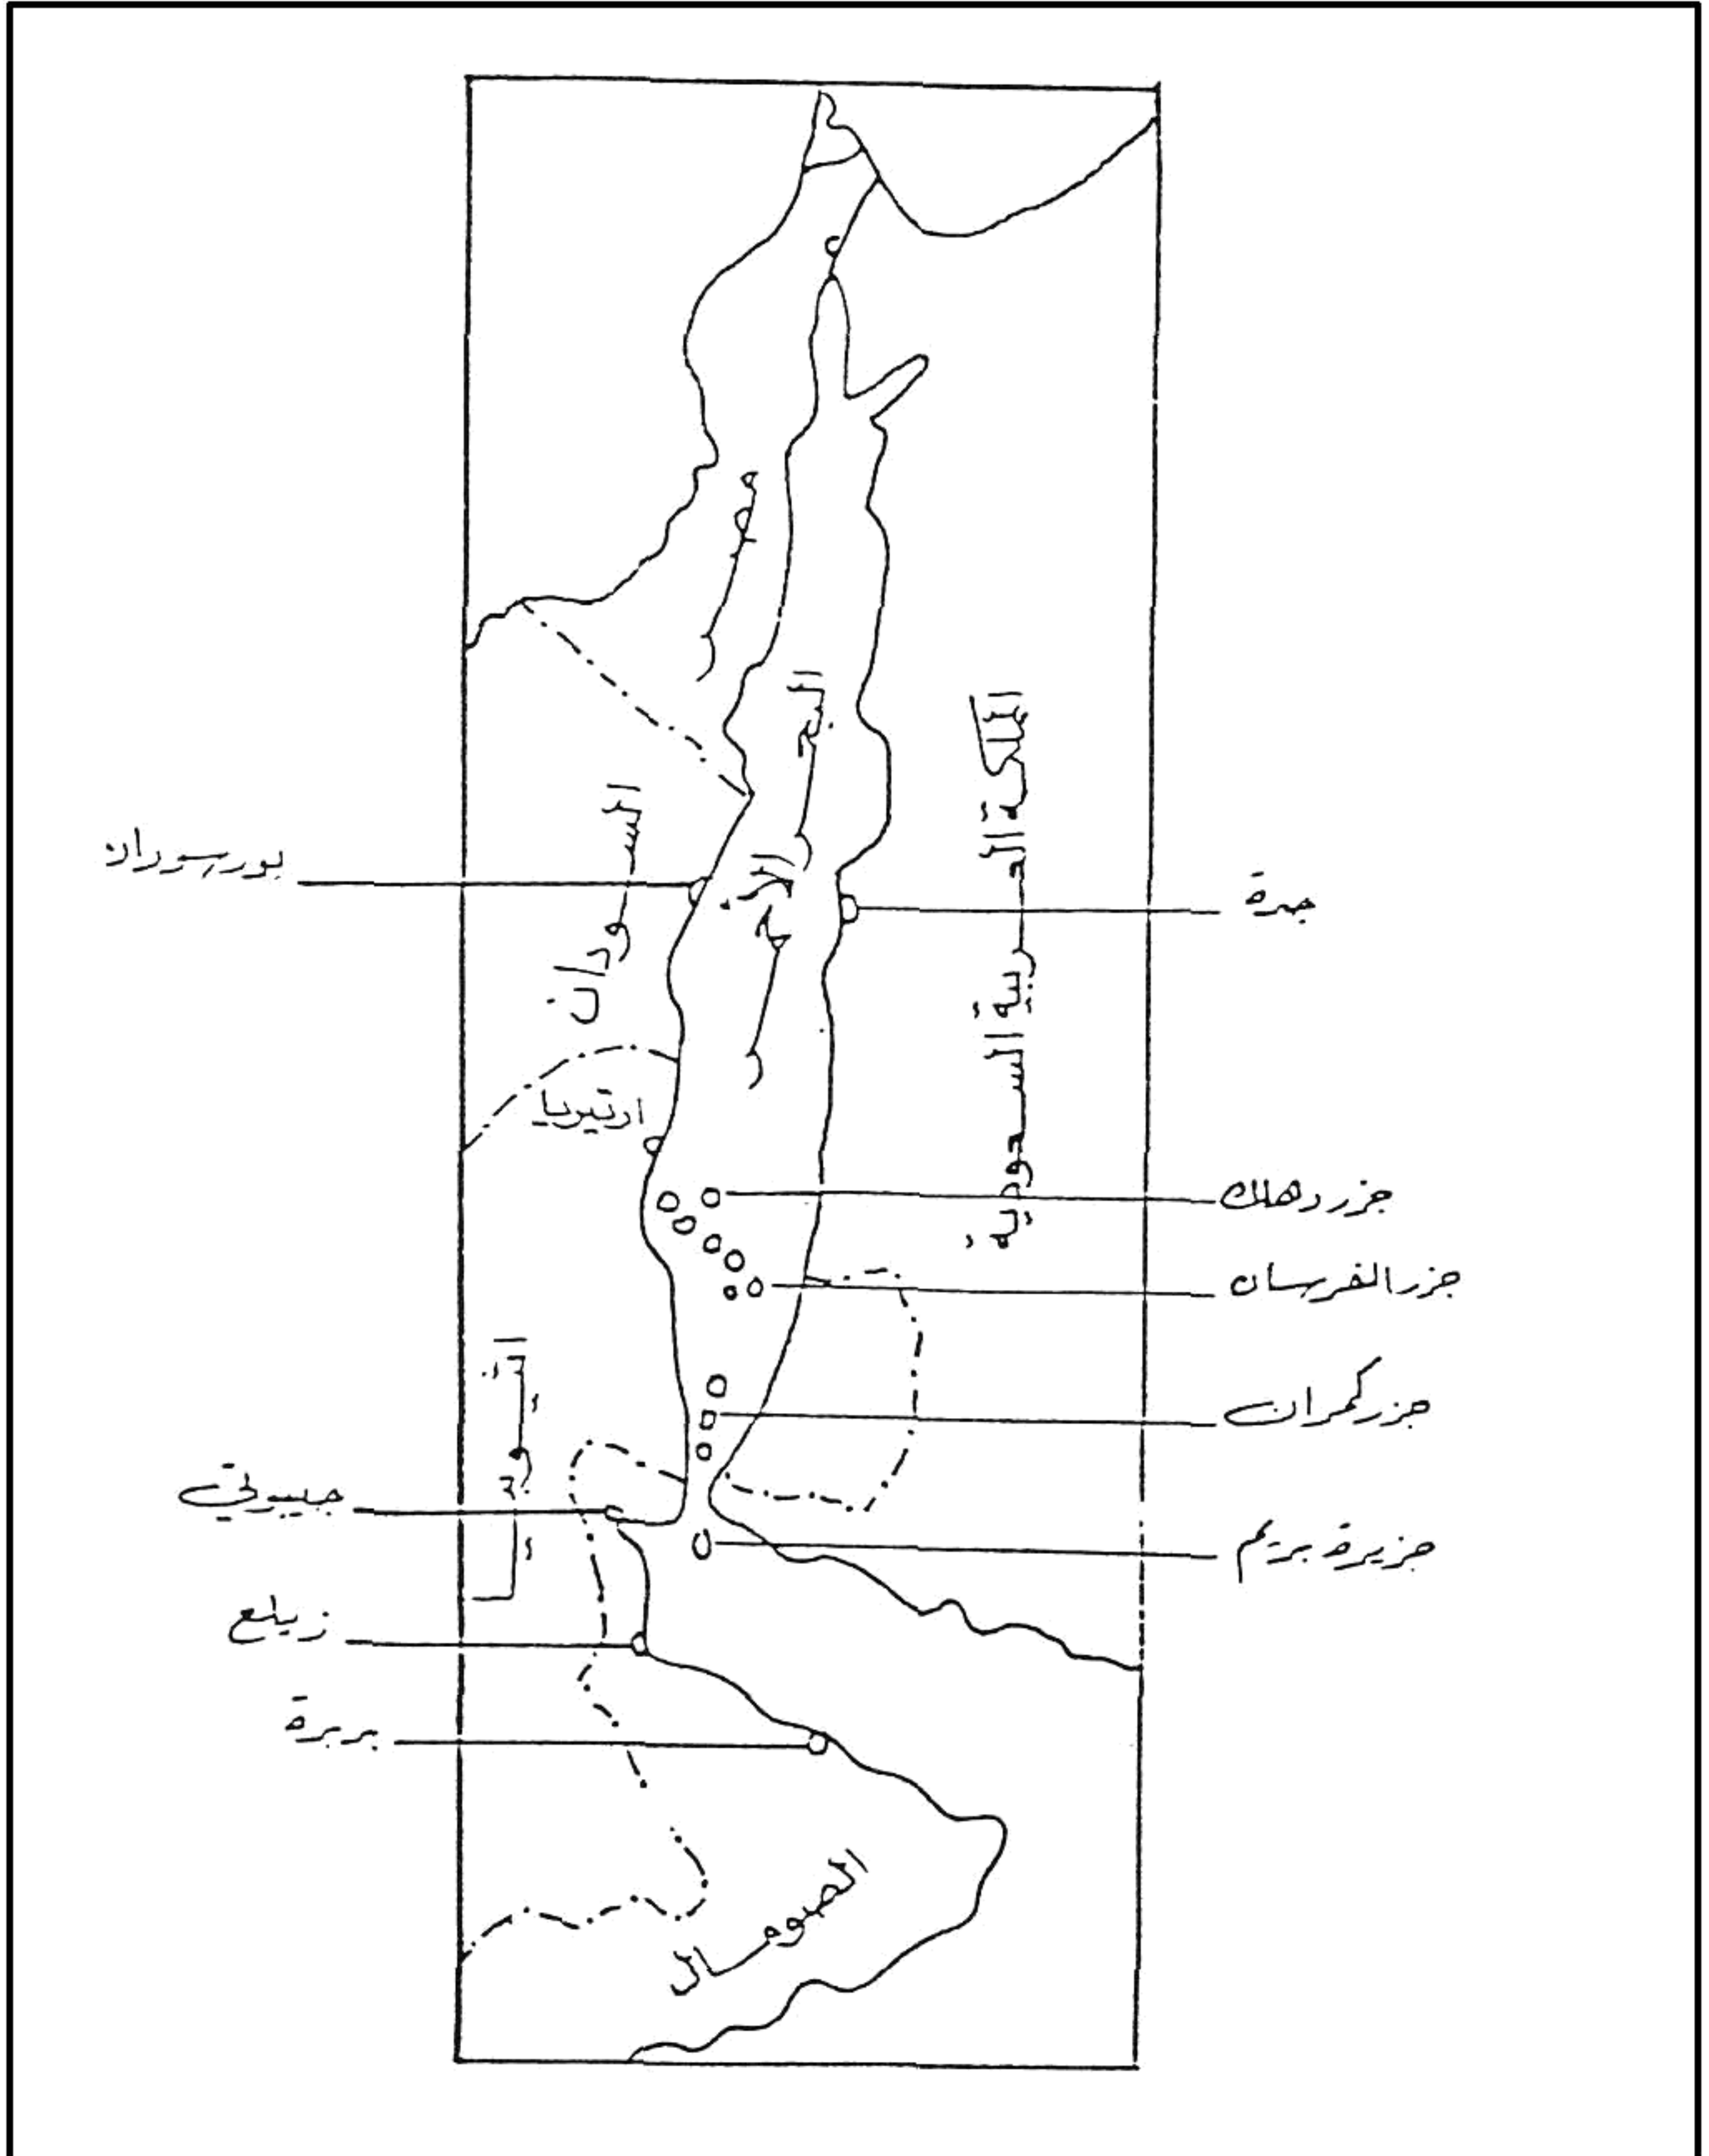 مصر
البحر الأحمر
المملكة العربية السعودية
السودان
بورسودان
جدة
ارتيريا
جزر دهلك
جزر الفرسان
اثيوبيا
جزر كمران
جيبوتي
جزيرة بريم
زيلع
بربرة
الصومال